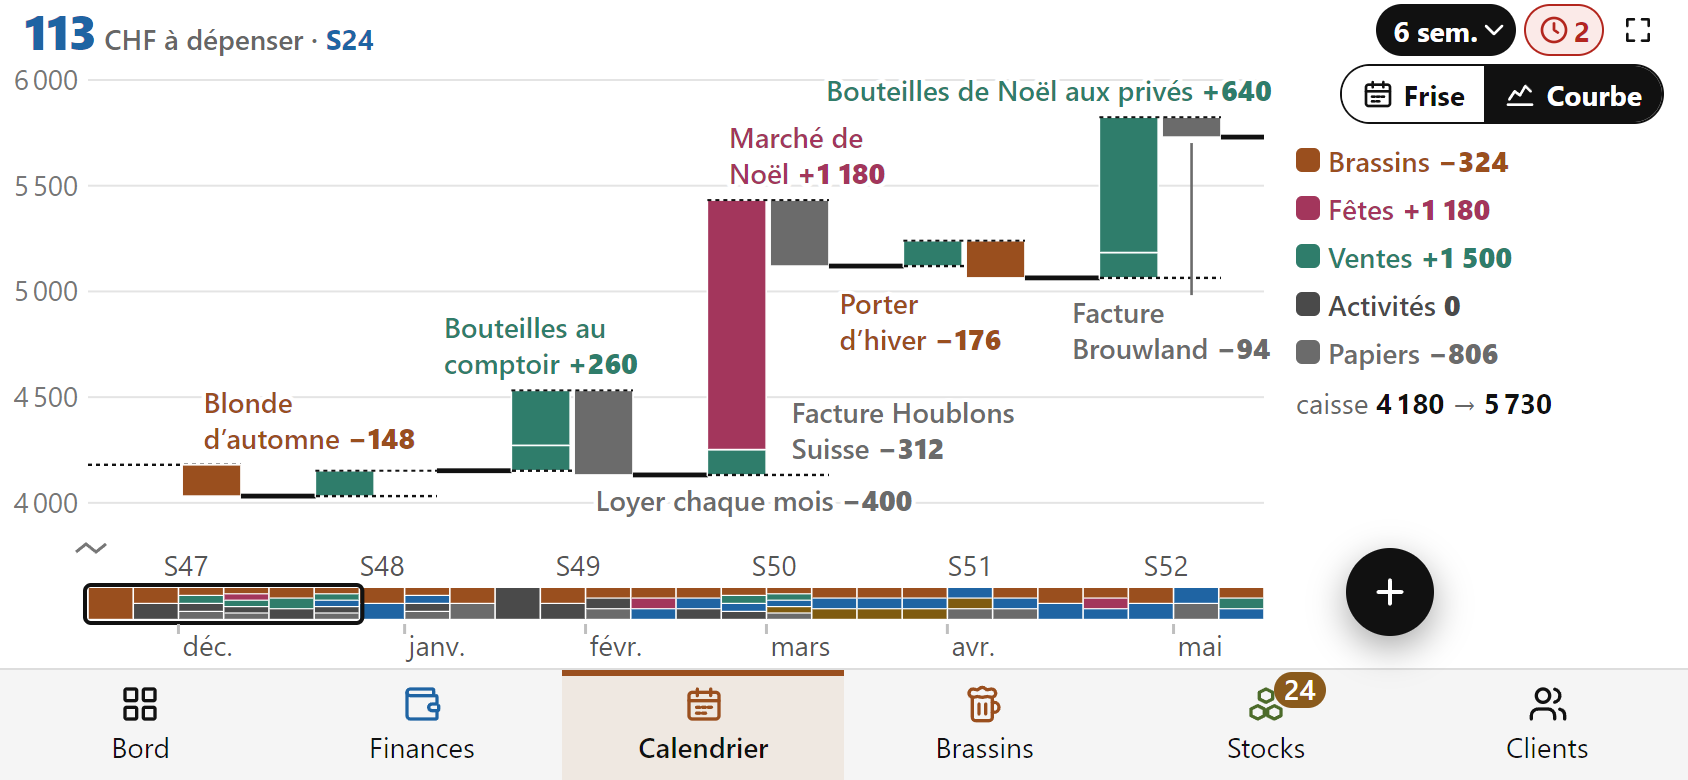 113 CHF à dépenser · S24
6 sem.
2
Frise
Courbe
6 000
5 500
5 000
4 500
4 000
Bouteilles de Noël aux privés +640
Marché de
Noël +1 180
Bouteilles au
comptoir +260
Blonde
d’automne −148
Porter
d’hiver −176
Facture
Brouwland −94
Facture Houblons
Suisse −312
Loyer chaque mois −400
Brassins −324
Fêtes +1 180
Ventes +1 500
Activités 0
Papiers −806
caisse 4 180 → 5 730
S47 S48 S49 S50 S51 S52
déc. janv. févr. mars avr. mai
+
24
Bord Finances Calendrier Brassins Stocks Clients